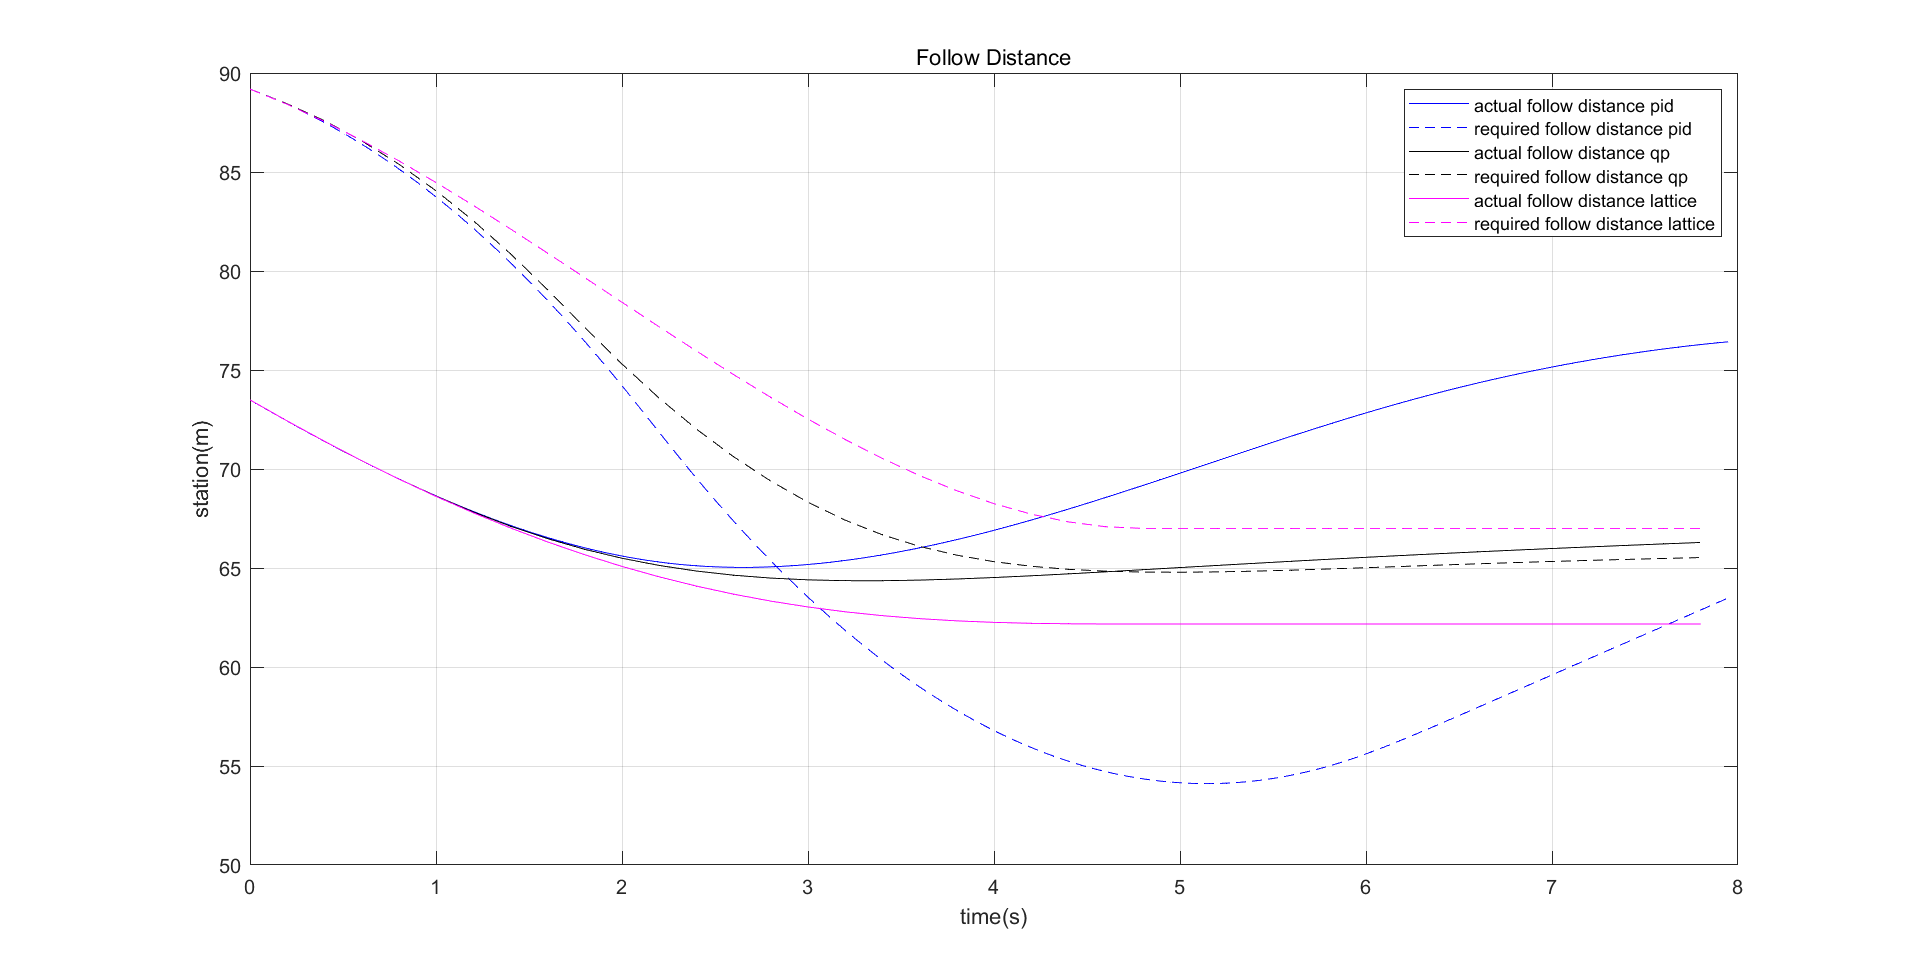 Follow Distance
90
85
80
75
70
65
60
55
50
station(m)
0 1 2 3 4 5 6 7 8
time(s)
actual follow distance pid
required follow distance pid
actual follow distance qp
required follow distance qp
actual follow distance lattice
required follow distance lattice